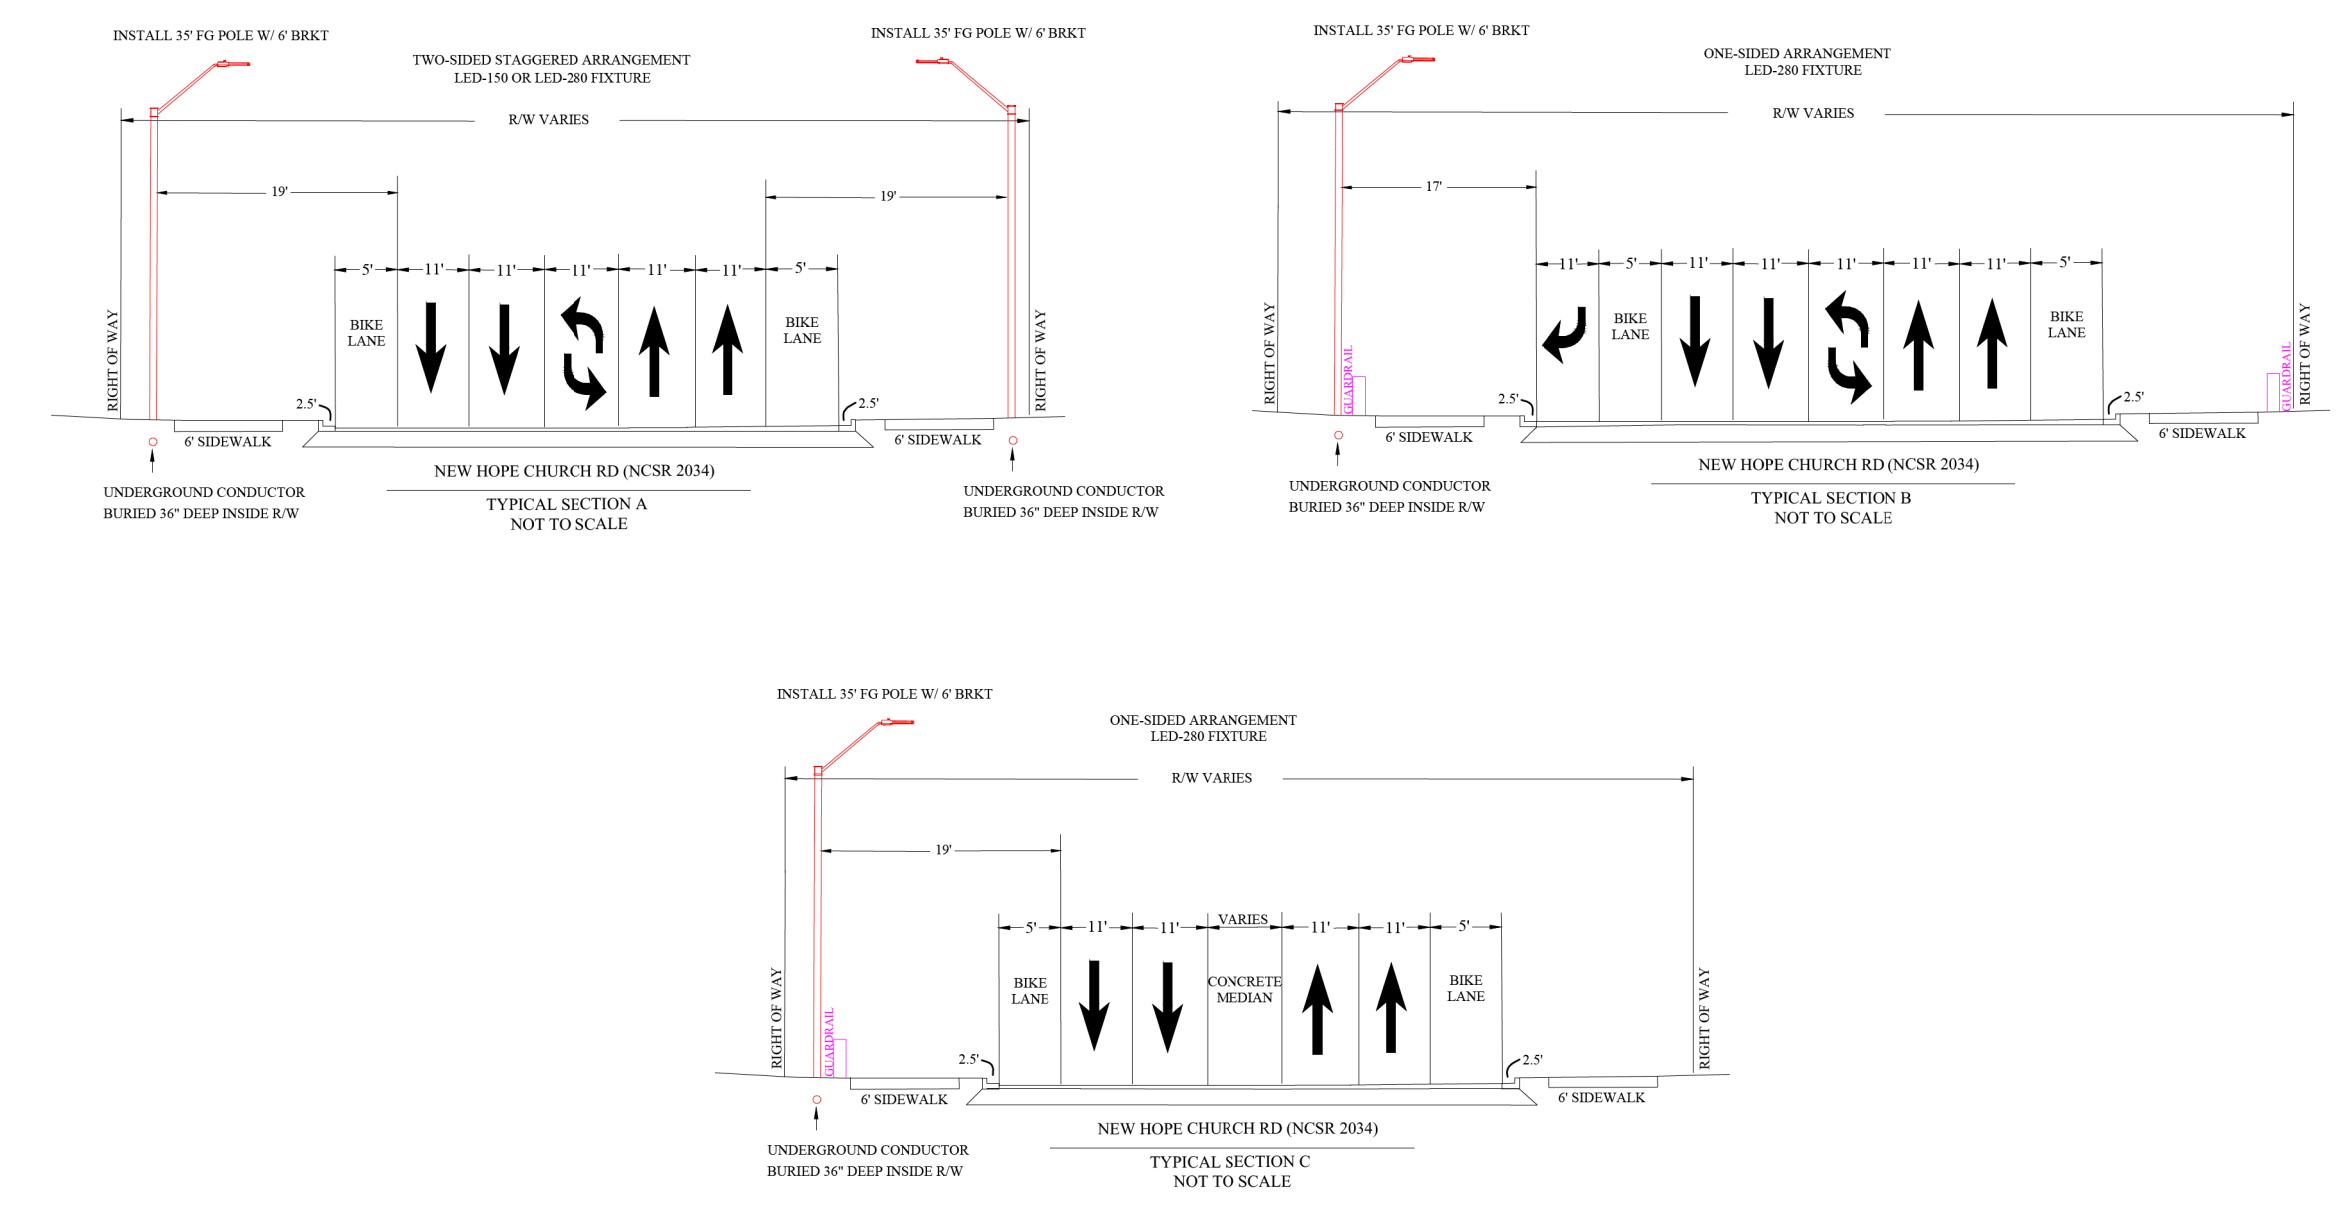 INSTALL 35' FG POLE W/ 6' BRKT
TWO-SIDED STAGGERED ARRANGEMENT
LED-150 OR LED-280 FIXTURE
INSTALL 35' FG POLE W/ 6' BRKT
R/W VARIES
19'
19'
5'
11'
11'
11'
11'
11'
5'
BIKE
LANE
BIKE
LANE
RIGHT OF WAY
RIGHT OF WAY
2.5'
2.5'
6' SIDEWALK
6' SIDEWALK
NEW HOPE CHURCH RD (NCSR 2034)
UNDERGROUND CONDUCTOR
BURIED 36" DEEP INSIDE R/W
TYPICAL SECTION A
NOT TO SCALE
UNDERGROUND CONDUCTOR
BURIED 36" DEEP INSIDE R/W
INSTALL 35' FG POLE W/ 6' BRKT
ONE-SIDED ARRANGEMENT
LED-280 FIXTURE
R/W VARIES
17'
11'
5'
11'
11'
11'
11'
11'
5'
BIKE
LANE
BIKE
LANE
RIGHT OF WAY
GUARDRAIL
GUARDRAIL
RIGHT OF WAY
2.5'
2.5'
6' SIDEWALK
6' SIDEWALK
NEW HOPE CHURCH RD (NCSR 2034)
UNDERGROUND CONDUCTOR
BURIED 36" DEEP INSIDE R/W
TYPICAL SECTION B
NOT TO SCALE
INSTALL 35' FG POLE W/ 6' BRKT
ONE-SIDED ARRANGEMENT
LED-280 FIXTURE
R/W VARIES
19'
5'
11'
11'
VARIES
11'
11'
5'
BIKE
LANE
CONCRETE
MEDIAN
BIKE
LANE
RIGHT OF WAY
GUARDRAIL
RIGHT OF WAY
2.5'
2.5'
6' SIDEWALK
6' SIDEWALK
NEW HOPE CHURCH RD (NCSR 2034)
UNDERGROUND CONDUCTOR
BURIED 36" DEEP INSIDE R/W
TYPICAL SECTION C
NOT TO SCALE